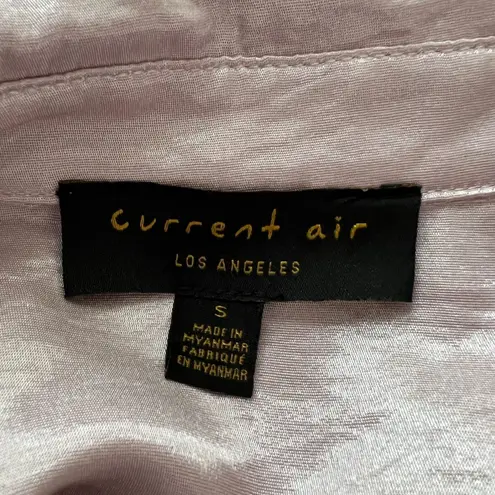 current air
LOS ANGELES
S
MADE IN
MYANMAR
FABRIQUÉ
EN MYANMAR